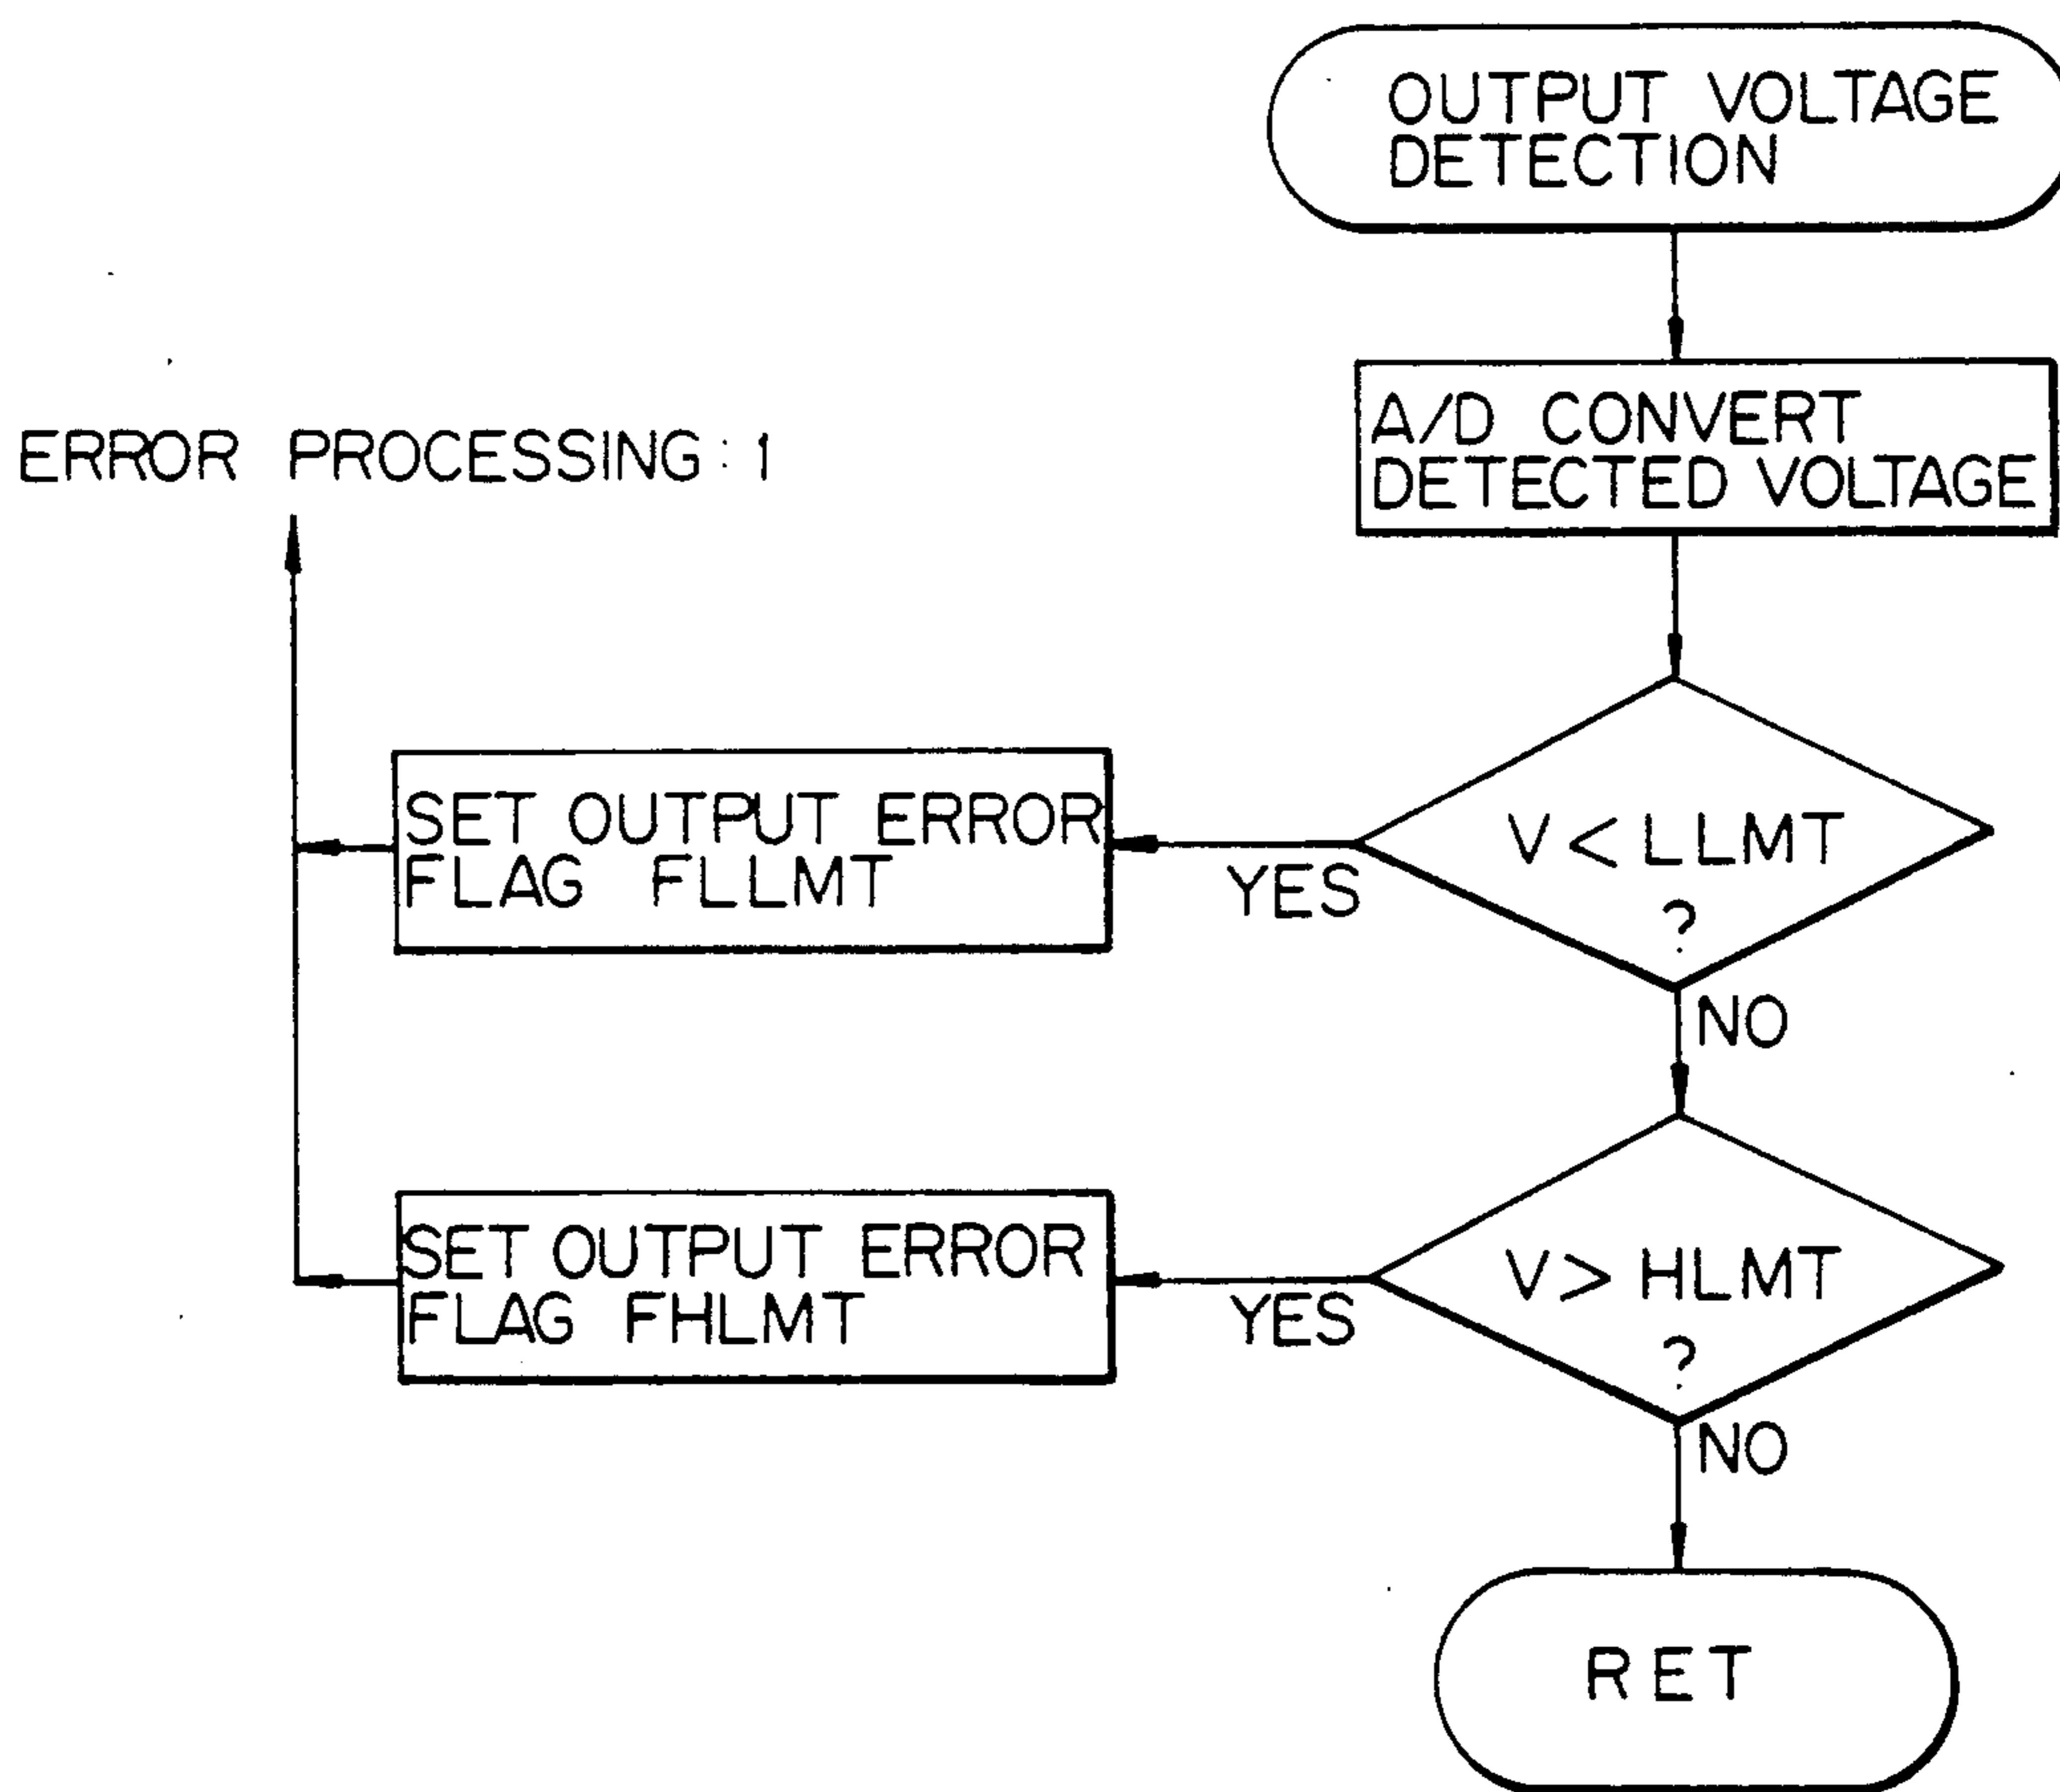 OUTPUT VOLTAGE
DETECTION
A/D CONVERT
DETECTED VOLTAGE
ERROR PROCESSING : 1
V < LLMT
?
YES
SET OUTPUT ERROR
FLAG FLLMT
NO
V > HLMT
?
YES
SET OUTPUT ERROR
FLAG FHLMT
NO
RET